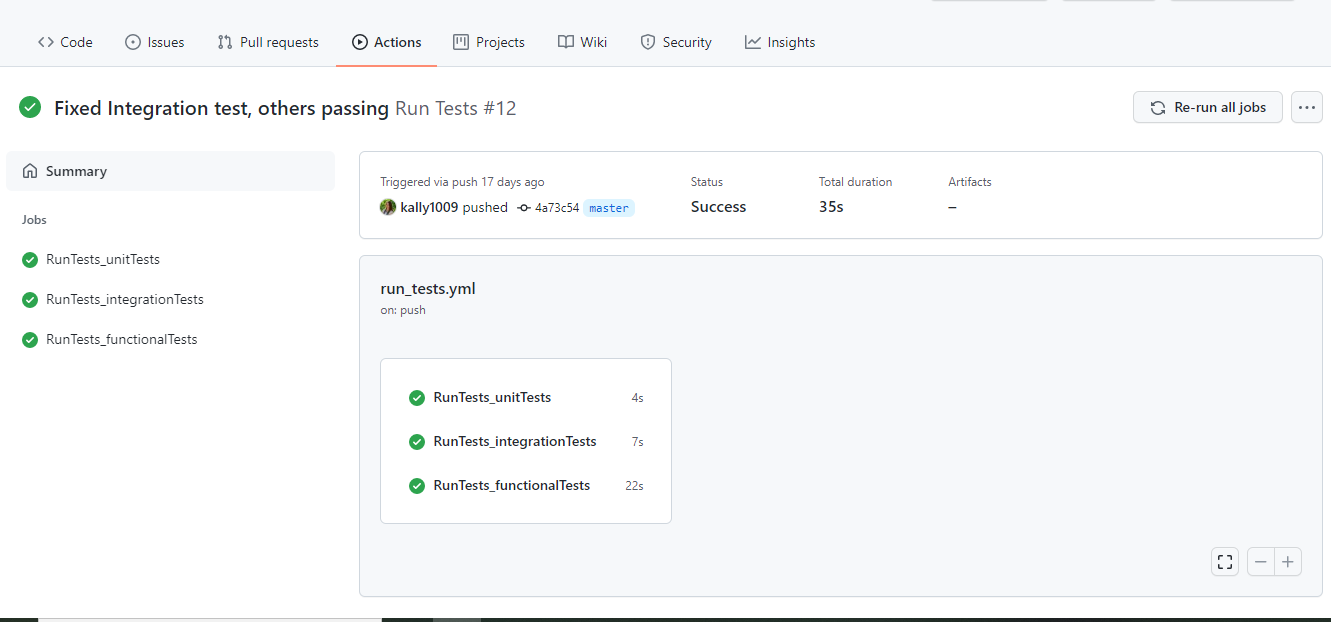 Code Issues Pull requests Actions Projects Wiki Security Insights
Fixed Integration test, others passing Run Tests #12
Re-run all jobs
Summary
Jobs
RunTests_unitTests
RunTests_integrationTests
RunTests_functionalTests
Triggered via push 17 days ago
kally1009 pushed 4a73c54 master
Status
Success
Total duration
35s
Artifacts
–
run_tests.yml
on: push
RunTests_unitTests 4s
RunTests_integrationTests 7s
RunTests_functionalTests 22s